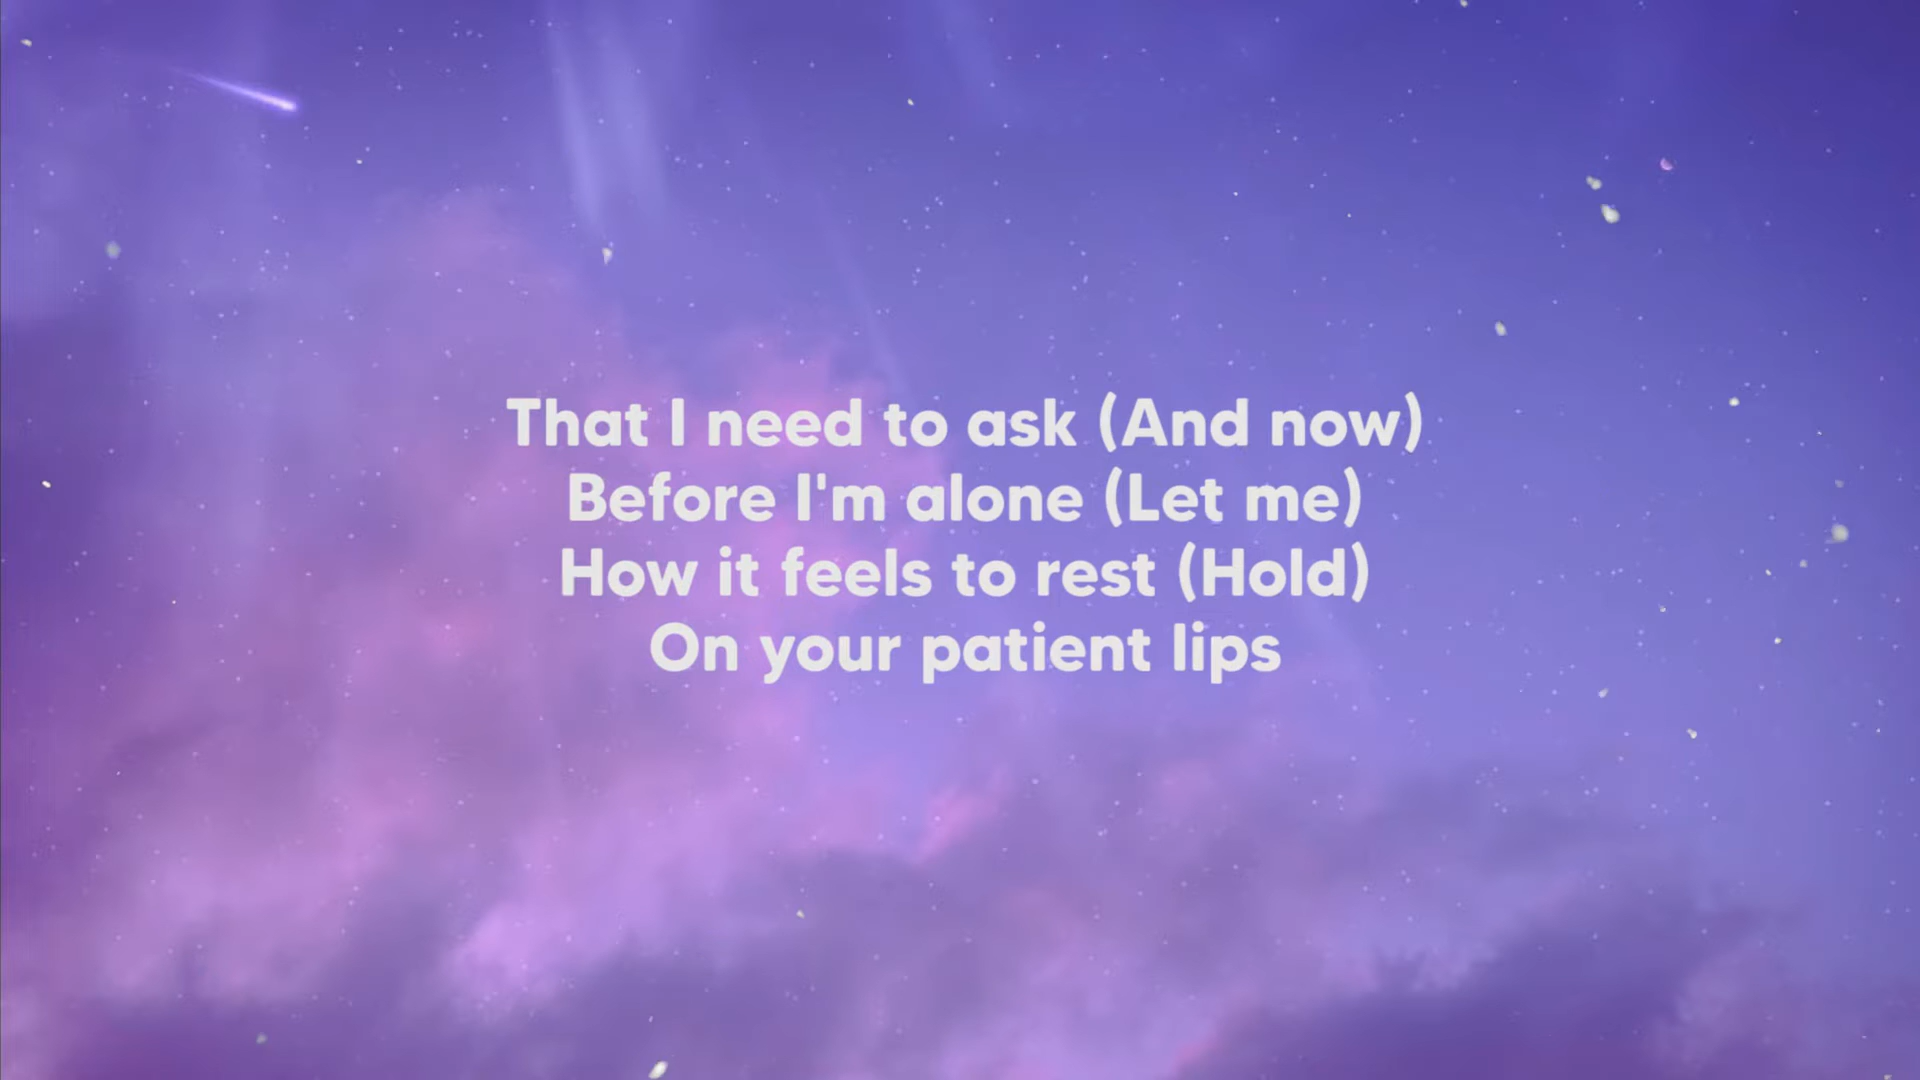 That I need to ask (And now)
Before I'm alone (Let me)
How it feels to rest (Hold)
On your patient lips